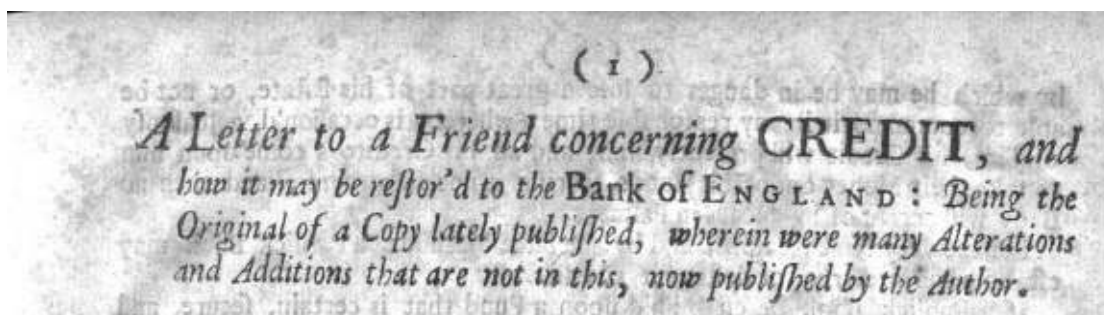 ( 1 )
A Letter to a Friend concerning CREDIT, and
how it may be reſtor'd to the Bank of ENGLAND: Being the
Original of a Copy lately publiſhed, wherein were many Alterations
and Additions that are not in this, now publiſhed by the Author.